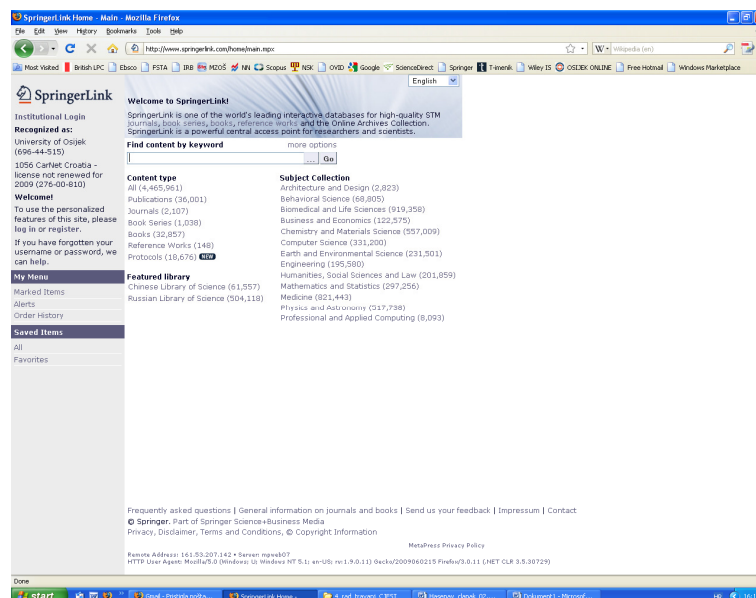 SpringerLink Home - Main - Mozilla Firefox
File Edit View History Bookmarks Tools Help
http://www.springerlink.com/home/main.mpx
Wikipedia (en)
Most Visited British LPC Ebsco FSTA IRB MZOŠ NN Scopus NSK OVID Google ScienceDirect Springer T-imenik Wiley IS OSIJEK ONLINE Free Hotmail Windows Marketplace
English
SpringerLink
Institutional Login
Recognized as:
University of Osijek
(696-44-515)
1056 CarNet Croatia -
license not renewed for
2009 (276-00-810)
Welcome!
To use the personalized
features of this site, please
log in or register.
If you have forgotten your
username or password, we
can help.
My Menu
Marked Items
Alerts
Order History
Saved Items
All
Favorites
Welcome to SpringerLink!
SpringerLink is one of the world's leading interactive databases for high-quality STM
journals, book series, books, reference works and the Online Archives Collection.
SpringerLink is a powerful central access point for researchers and scientists.
Find content by keyword more options
... Go
Content type
All (4,465,961)
Publications (36,001)
Journals (2,107)
Book Series (1,038)
Books (32,857)
Reference Works (148)
Protocols (18,676) NEW
Featured library
Chinese Library of Science (61,557)
Russian Library of Science (504,118)
Subject Collection
Architecture and Design (2,823)
Behavioral Science (68,805)
Biomedical and Life Sciences (919,358)
Business and Economics (122,575)
Chemistry and Materials Science (557,009)
Computer Science (331,200)
Earth and Environmental Science (231,501)
Engineering (195,580)
Humanities, Social Sciences and Law (201,859)
Mathematics and Statistics (297,256)
Medicine (821,443)
Physics and Astronomy (517,738)
Professional and Applied Computing (8,093)
Frequently asked questions | General information on journals and books | Send us your feedback | Impressum | Contact
© Springer. Part of Springer Science+Business Media
Privacy, Disclaimer, Terms and Conditions, © Copyright Information
MetaPress Privacy Policy
Remote Address: 161.53.207.142 • Server: mpweb07
HTTP User Agent: Mozilla/5.0 (Windows; U; Windows NT 5.1; en-US; rv:1.9.0.11) Gecko/2009060215 Firefox/3.0.11 (.NET CLR 3.5.30729)
Done
start
Gmail - Pristigla pošta...
SpringerLink Home - ...
Dokument1 - Microsof...
HR